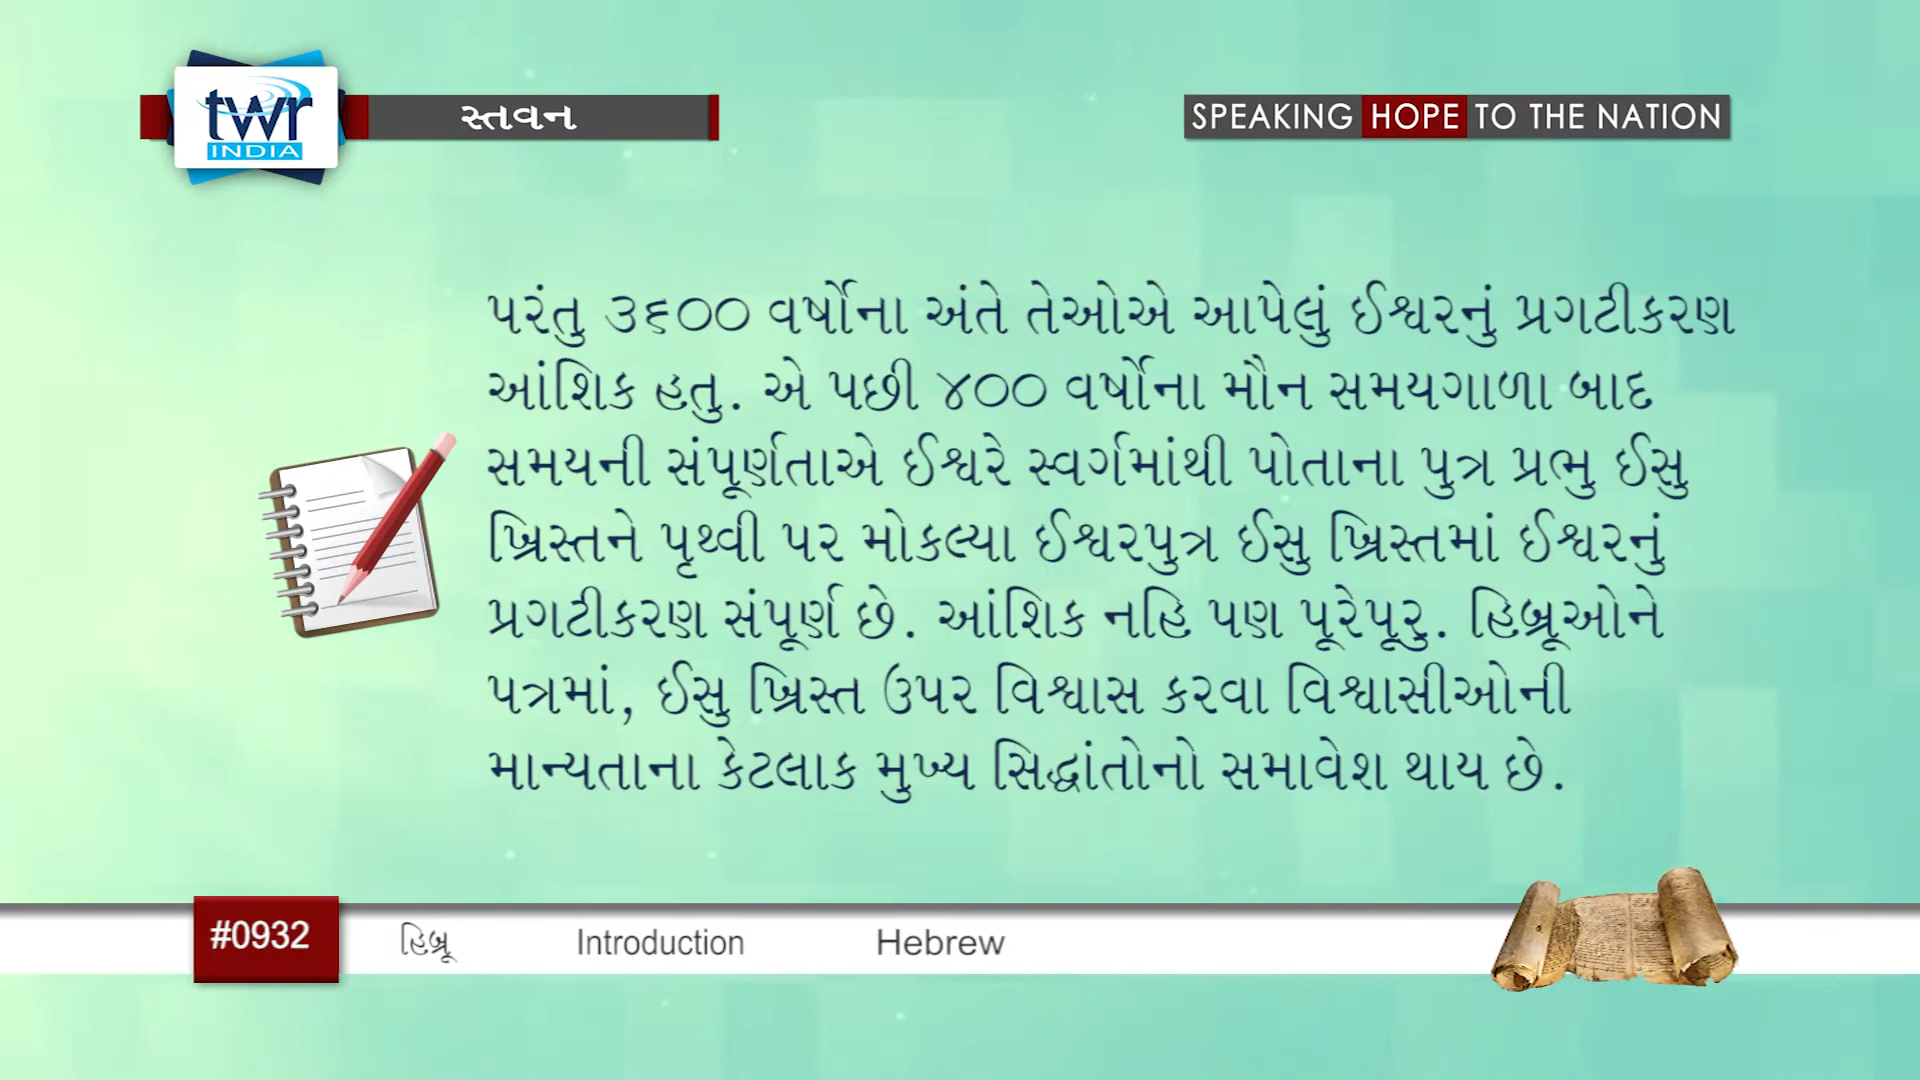 twr
INDIA
સ્તવન
SPEAKING HOPE TO THE NATION
પરંતુ ૩૬૦૦ વર્ષોના અંતે તેઓએ આપેલું ઈશ્વરનું પ્રગટીકરણ
આંશિક હતુ. એ પછી ૪૦૦ વર્ષોના મૌન સમયગાળા બાદ
સમયની સંપૂર્ણતાએ ઈશ્વરે સ્વર્ગમાંથી પોતાના પુત્ર પ્રભુ ઈસુ
ખ્રિસ્તને પૃથ્વી પર મોકલ્યા ઈશ્વરપુત્ર ઈસુ ખ્રિસ્તમાં ઈશ્વરનું
પ્રગટીકરણ સંપૂર્ણ છે. આંશિક નહિ પણ પૂરેપૂરુ. હિબ્રૂઓને
પત્રમાં, ઈસુ ખ્રિસ્ત ઉપર વિશ્વાસ કરવા વિશ્વાસીઓની
માન્યતાના કેટલાક મુખ્ય સિદ્ધાંતોનો સમાવેશ થાય છે.
#0932 હિબ્રૂ Introduction Hebrew